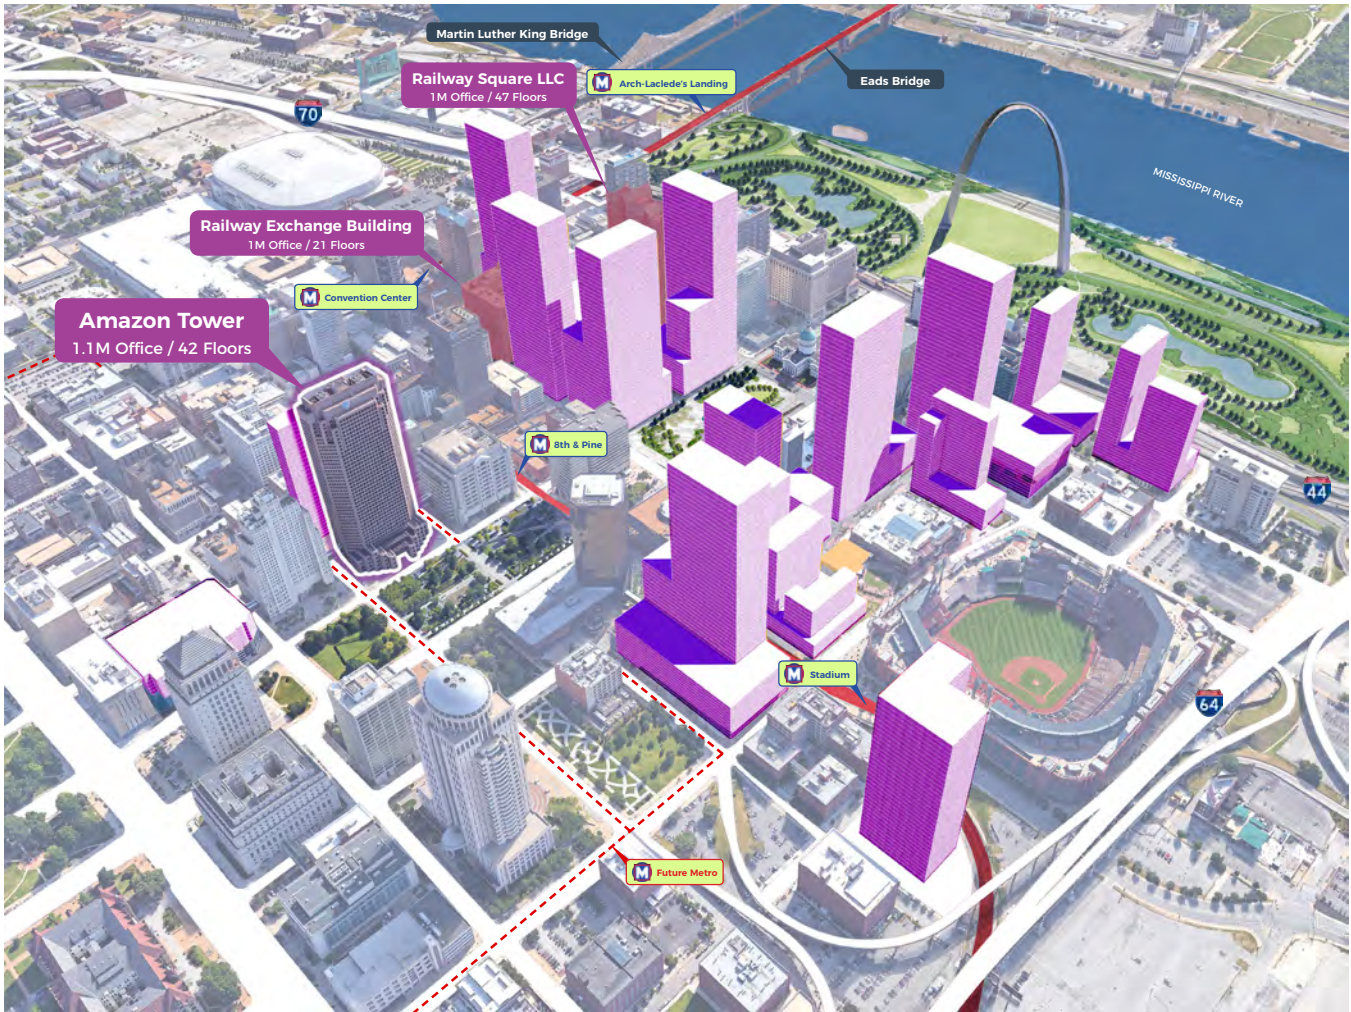 Martin Luther King Bridge
Railway Square LLC
1M Office / 47 Floors
M Arch-Laclede's Landing
Eads Bridge
70
MISSISSIPPI RIVER
Railway Exchange Building
1M Office / 21 Floors
M Convention Center
Amazon Tower
1.1M Office / 42 Floors
M 8th & Pine
44
M Stadium
64
M Future Metro